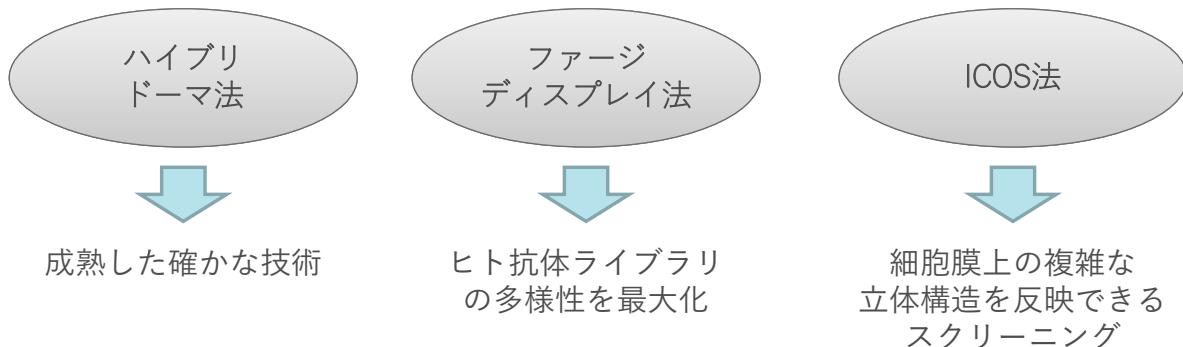 ハイブリ
ドーマ法
ファージ
ディスプレイ法
ICOS法
成熟した確かな技術
ヒト抗体ライブラリ
の多様性を最大化
細胞膜上の複雑な
立体構造を反映できる
スクリーニング